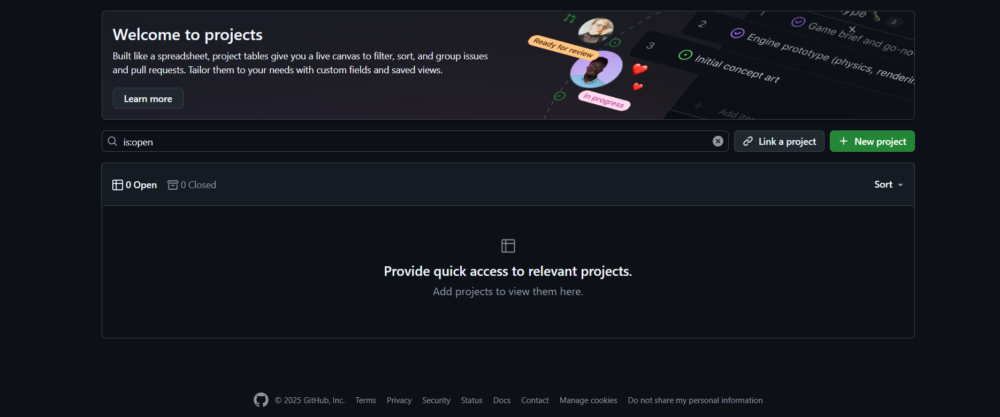 Welcome to projects
Built like a spreadsheet, project tables give you a live canvas to filter, sort, and group issues
and pull requests. Tailor them to your needs with custom fields and saved views.
Learn more
Ready for review
In progress
3
2 Engine prototype (physics, renderin
Game brief and go-no-
3 Initial concept art
+ Add ite
is:open
Link a project
New project
0 Open
0 Closed
Sort
Provide quick access to relevant projects.
Add projects to view them here.
© 2025 GitHub, Inc. Terms Privacy Security Status Docs Contact Manage cookies Do not share my personal information